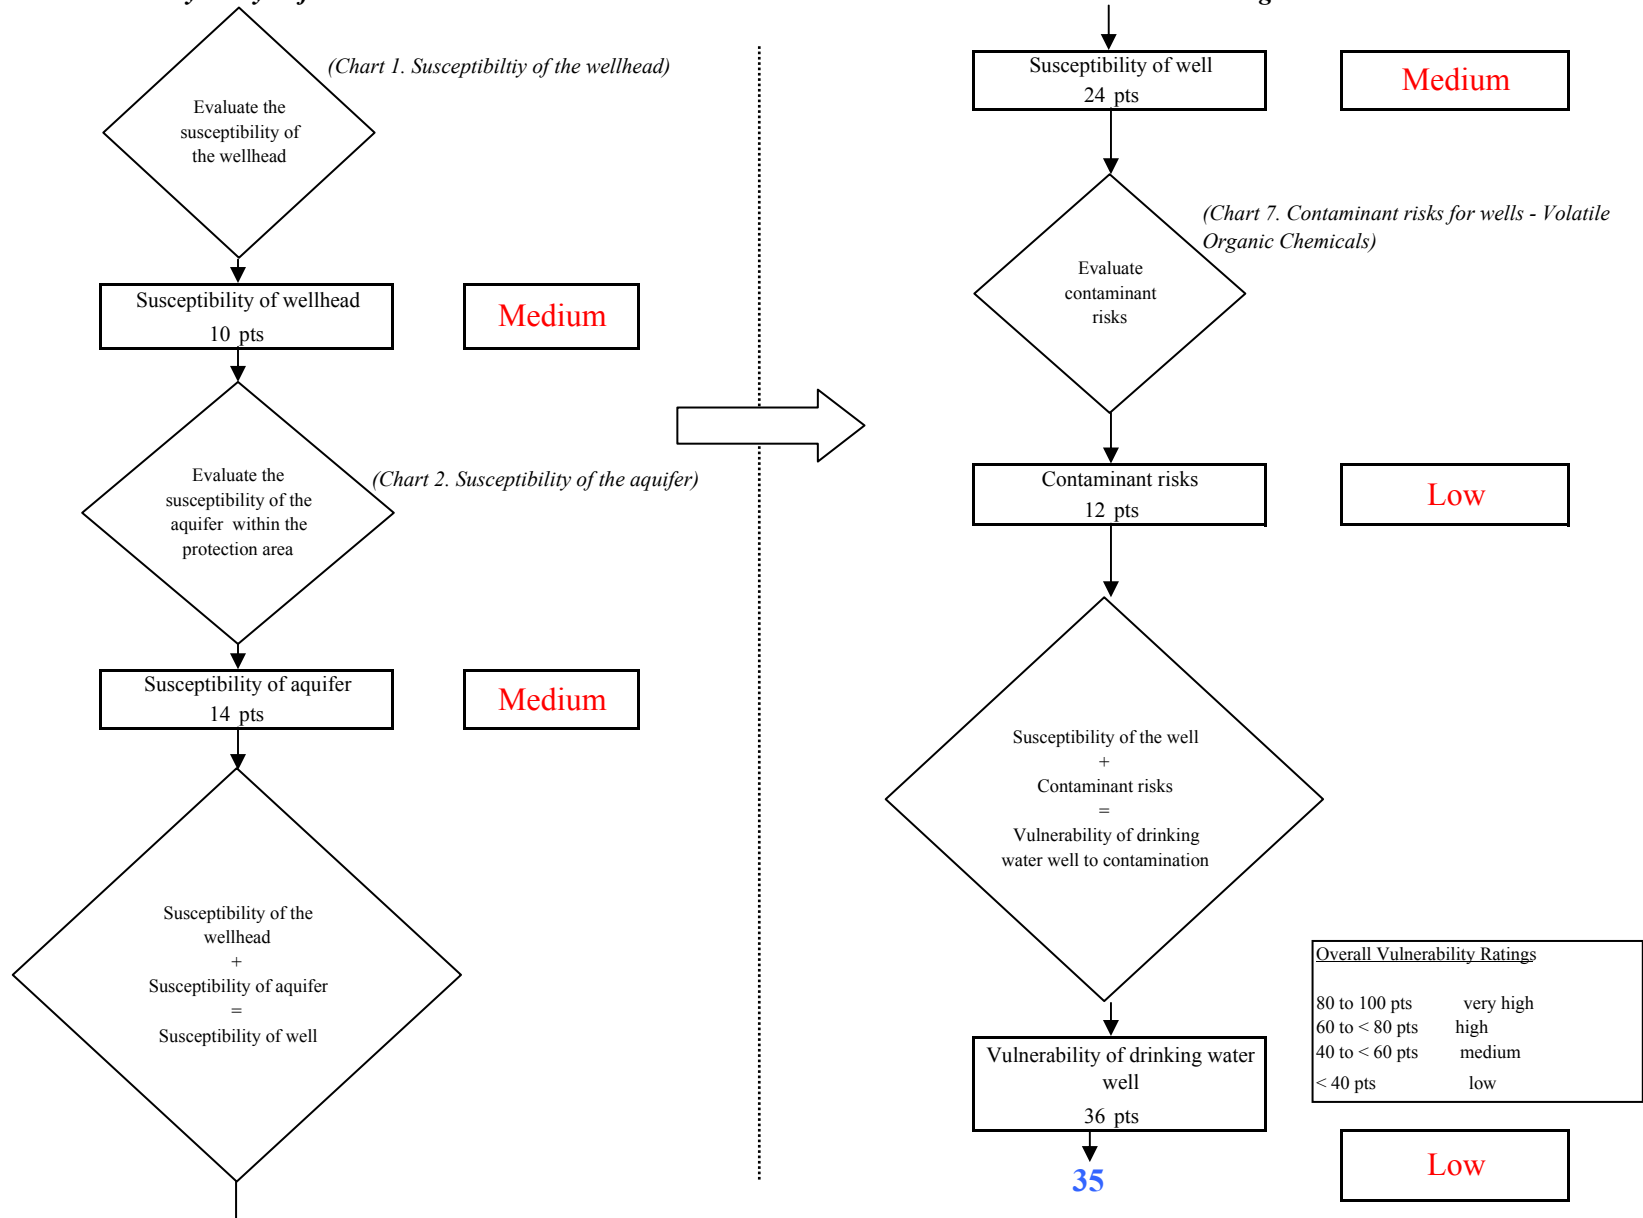 (Chart 1. Susceptibiltiy of the wellhead)
Evaluate the
susceptibility of
the wellhead
Susceptibility of wellhead
10 pts
Medium
(Chart 2. Susceptibility of the aquifer)
Evaluate the
susceptibility of the
aquifer within the
protection area
Susceptibility of aquifer
14 pts
Medium
Susceptibility of the
wellhead
+
Susceptibility of aquifer
=
Susceptibility of well
Susceptibility of well
24 pts
Medium
(Chart 7. Contaminant risks for wells - Volatile
Organic Chemicals)
Evaluate
contaminant
risks
Contaminant risks
12 pts
Low
Susceptibility of the well
+
Contaminant risks
=
Vulnerability of drinking
water well to contamination
Overall Vulnerability Ratings
80 to 100 pts very high
60 to < 80 pts high
40 to < 60 pts medium
< 40 pts low
Vulnerability of drinking water
well
36 pts
35
Low